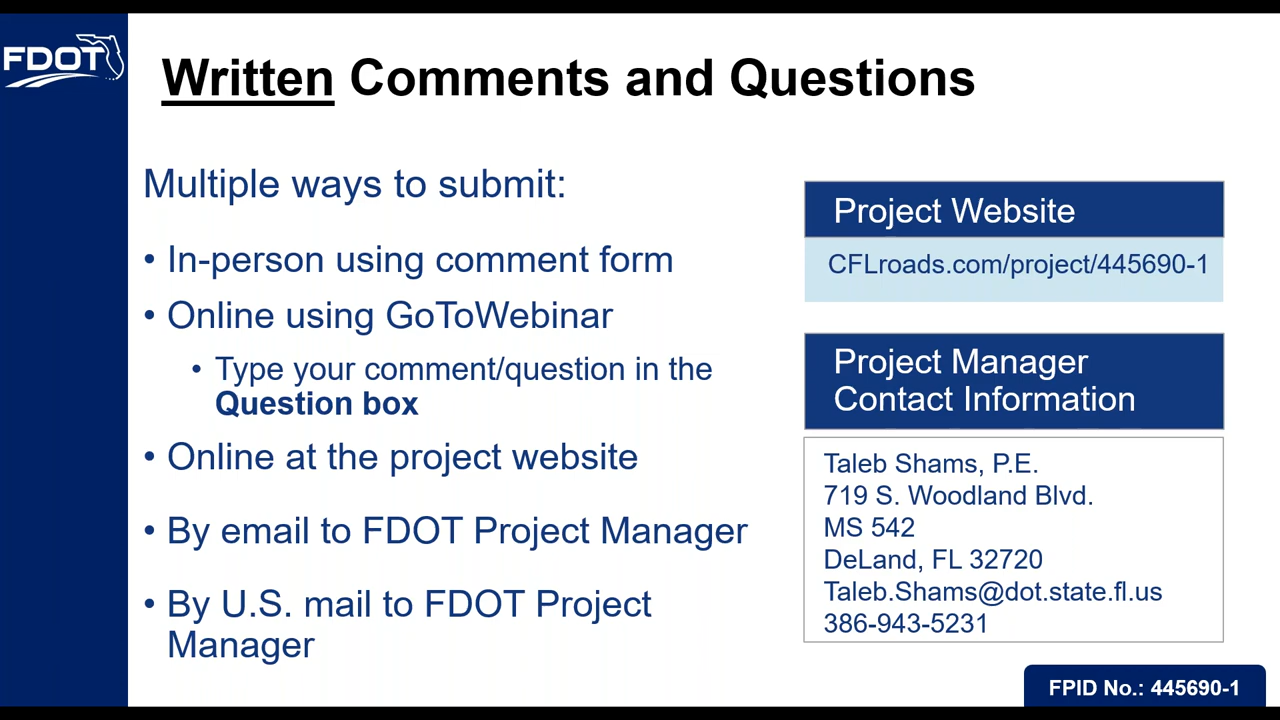 FDOT
Written Comments and Questions
Multiple ways to submit:
• In-person using comment form
• Online using GoToWebinar
• Type your comment/question in the
Question box
• Online at the project website
• By email to FDOT Project Manager
• By U.S. mail to FDOT Project
Manager
Project Website
CFLroads.com/project/445690-1
Project Manager
Contact Information
Taleb Shams, P.E.
719 S. Woodland Blvd.
MS 542
DeLand, FL 32720
Taleb.Shams@dot.state.fl.us
386-943-5231
FPID No.: 445690-1